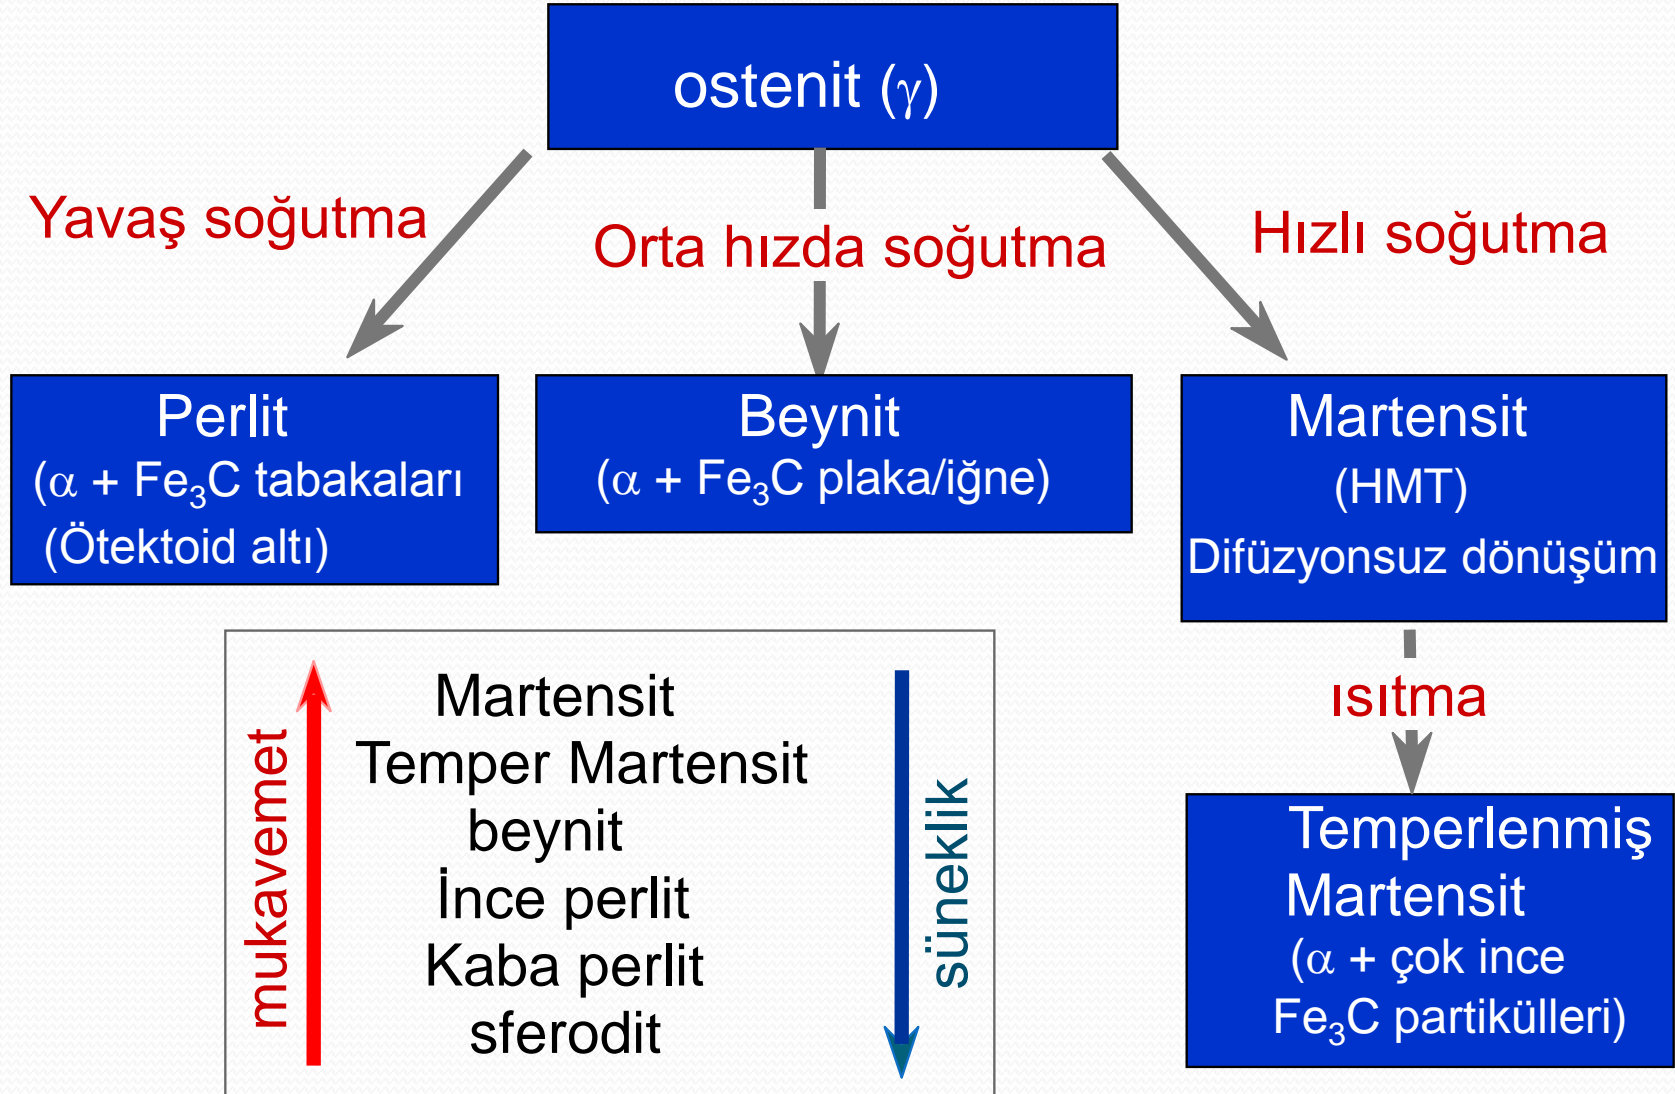 ostenit (γ)
Yavaş soğutma
Orta hızda soğutma
Hızlı soğutma
Perlit
(α + Fe₃C tabakaları
(Ötektoid altı)
Beynit
(α + Fe₃C plaka/iğne)
Martensit
(HMT)
Difüzyonsuz dönüşüm
ısıtma
Temperlenmiş
Martensit
(α + çok ince
Fe₃C partikülleri)
mukavemet
Martensit
Temper Martensit
beynit
İnce perlit
Kaba perlit
sferodit
süneklik